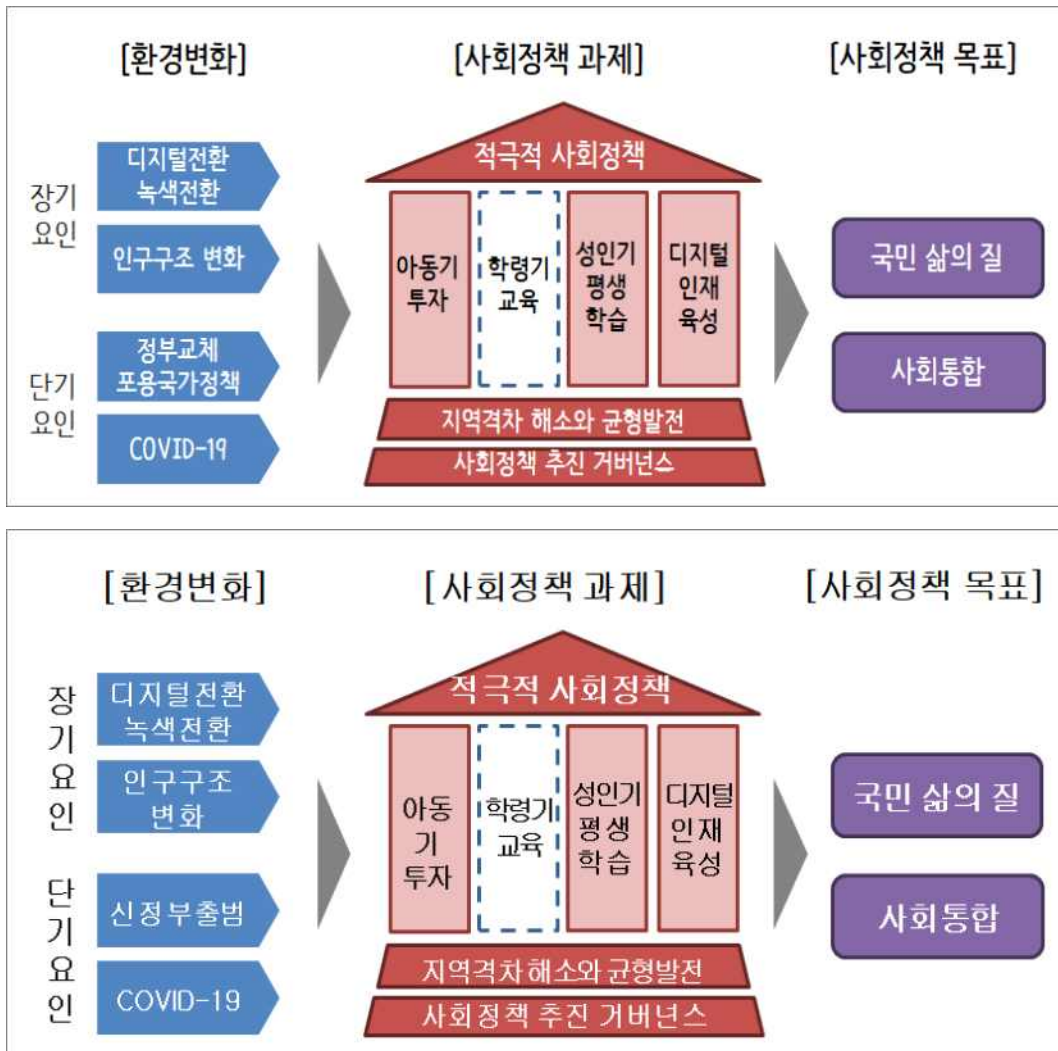 [환경변화]
[사회정책 과제]
[사회정책 목표]
장기
요인
디지털전환
녹색전환
인구구조 변화
단기
요인
정부교체
포용국가정책
COVID-19
적극적 사회정책
아동기
투자
학령기
교육
성인기
평생
학습
디지털
인재
육성
지역격차 해소와 균형발전
사회정책 추진 거버넌스
국민 삶의 질
사회통합
[환경변화]
[사회정책 과제]
[사회정책 목표]
장
기
요
인
디지털전환
녹색전환
인구구조
변화
단
기
요
인
신정부출범
COVID-19
적극적 사회정책
아동
기
투자
학령기
교육
성인기
평생
학습
디지털
인재
육성
지역격차해소와 균형발전
사회정책 추진 거버넌스
국민 삶의 질
사회통합